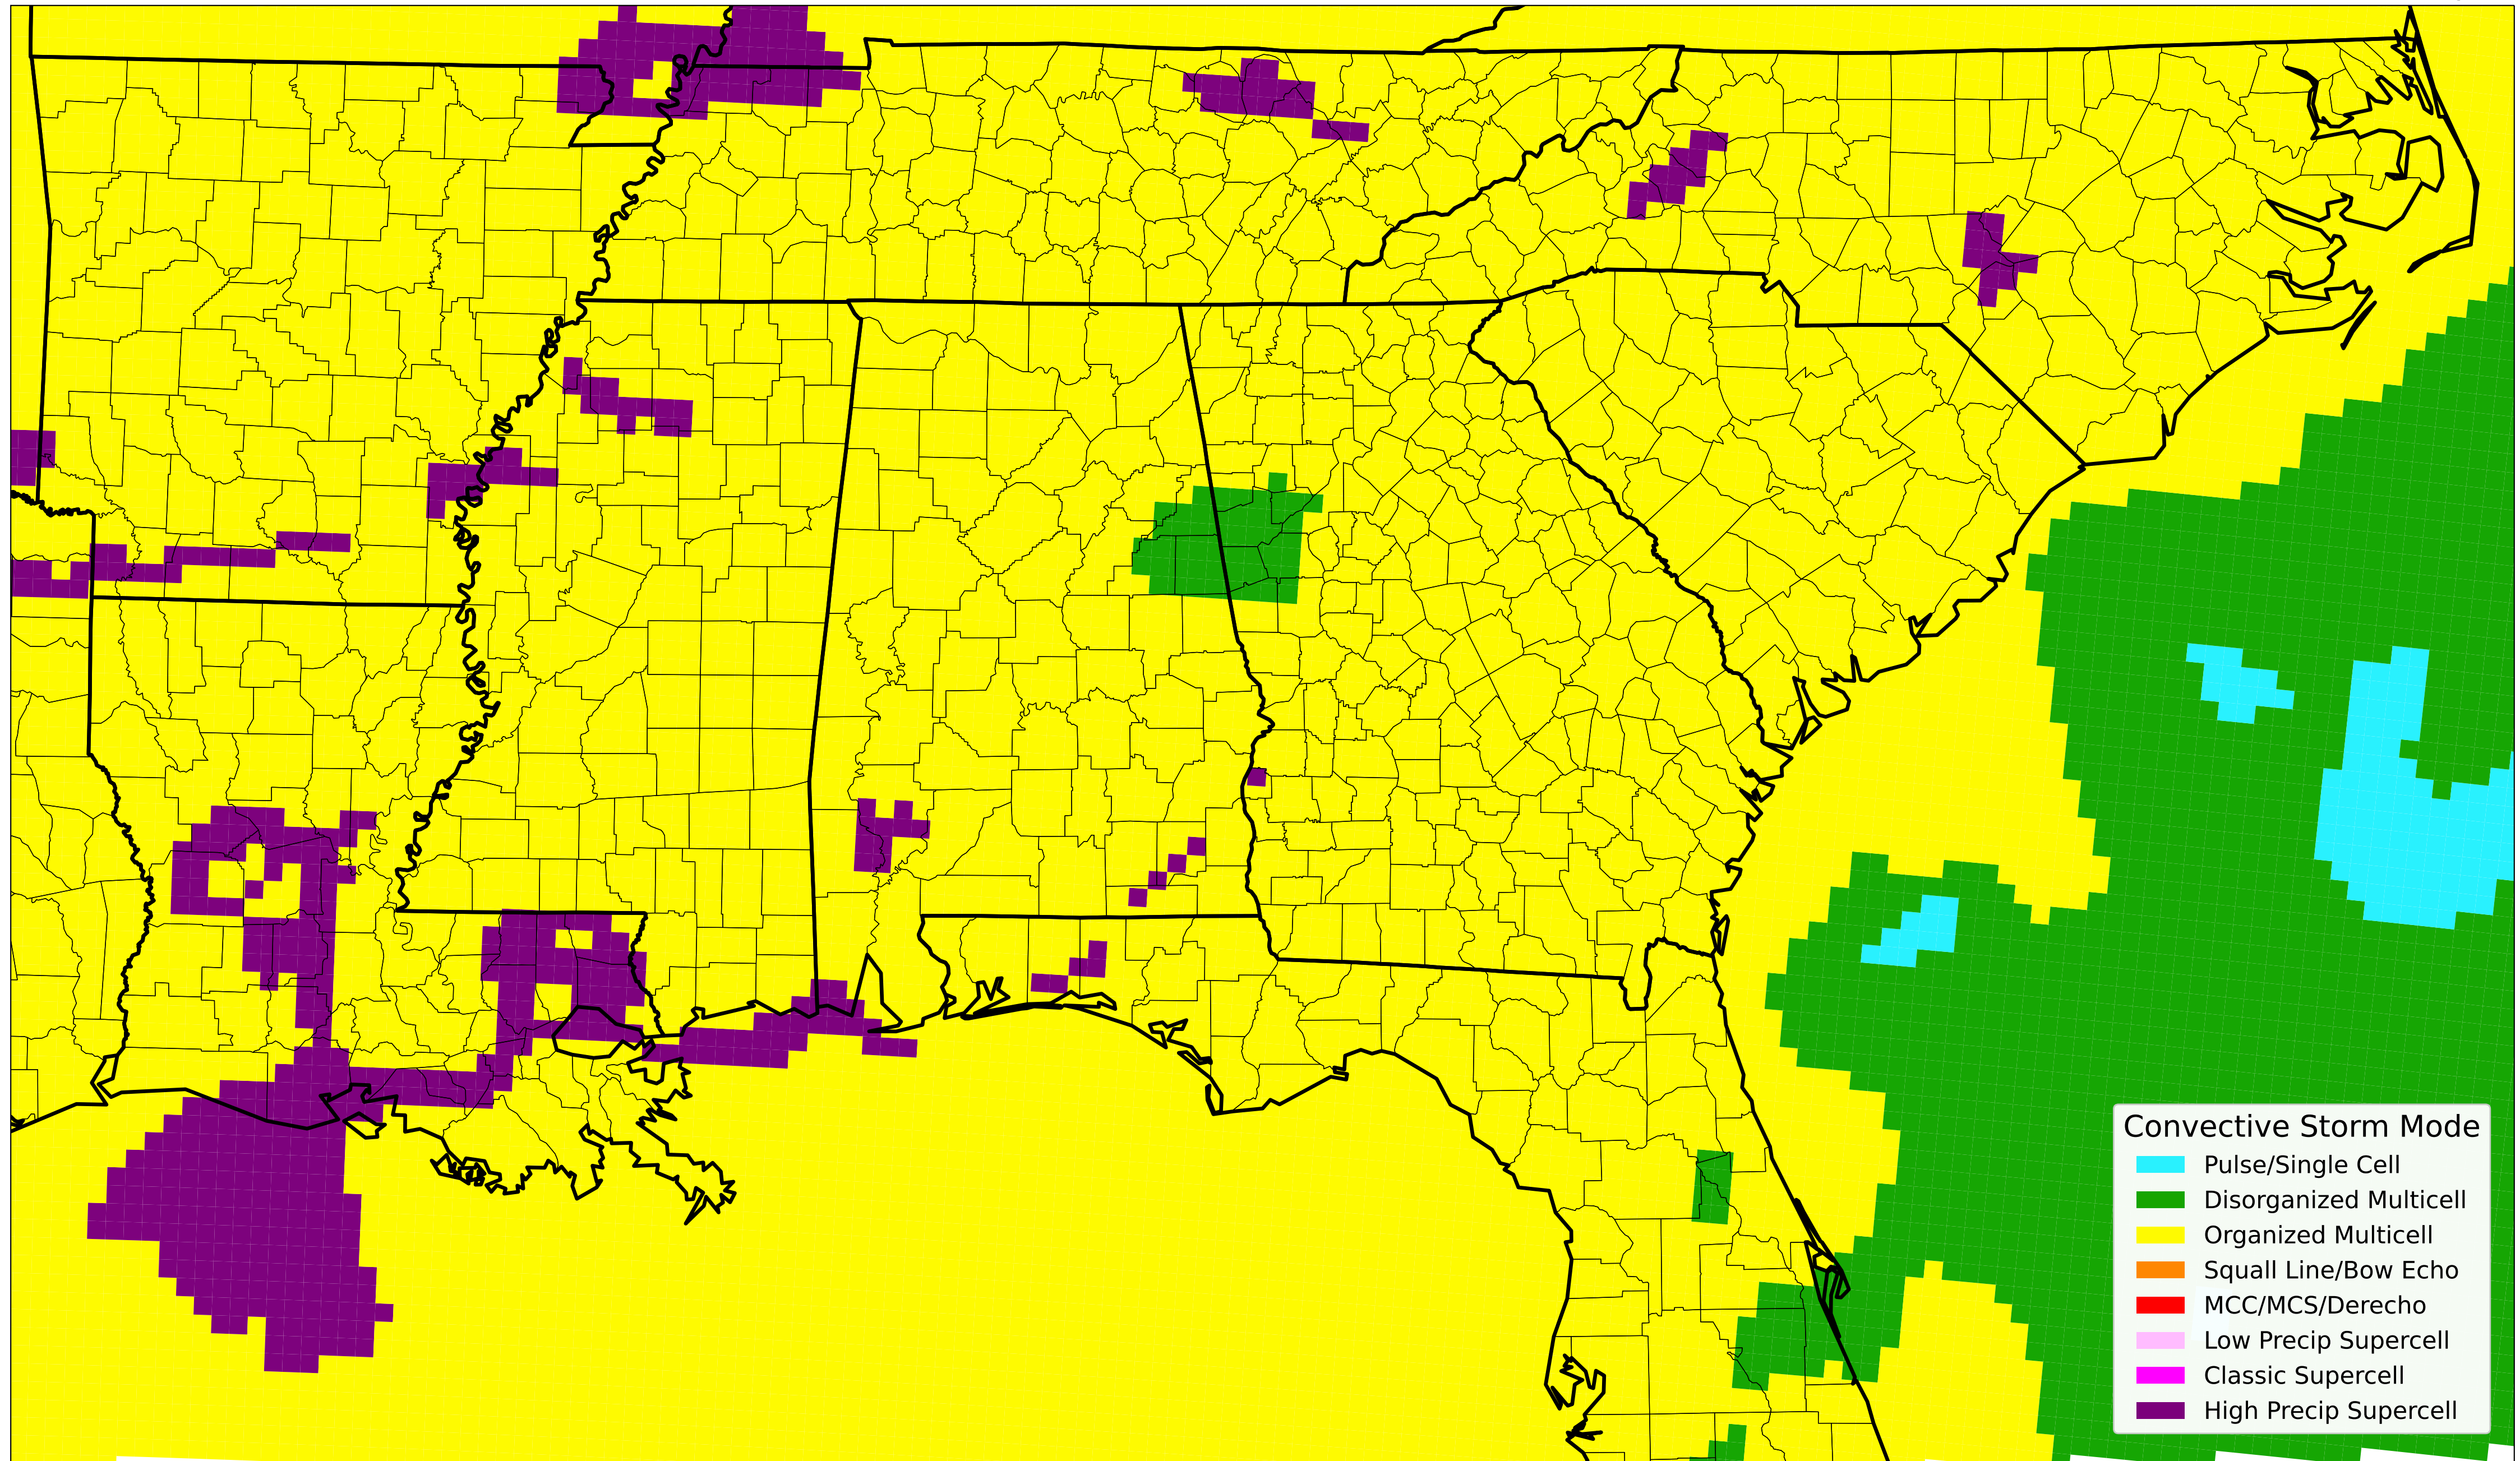 Convective Storm Mode
Pulse/Single Cell
Disorganized Multicell
Organized Multicell
Squall Line/Bow Echo
MCC/MCS/Derecho
Low Precip Supercell
Classic Supercell
High Precip Supercell